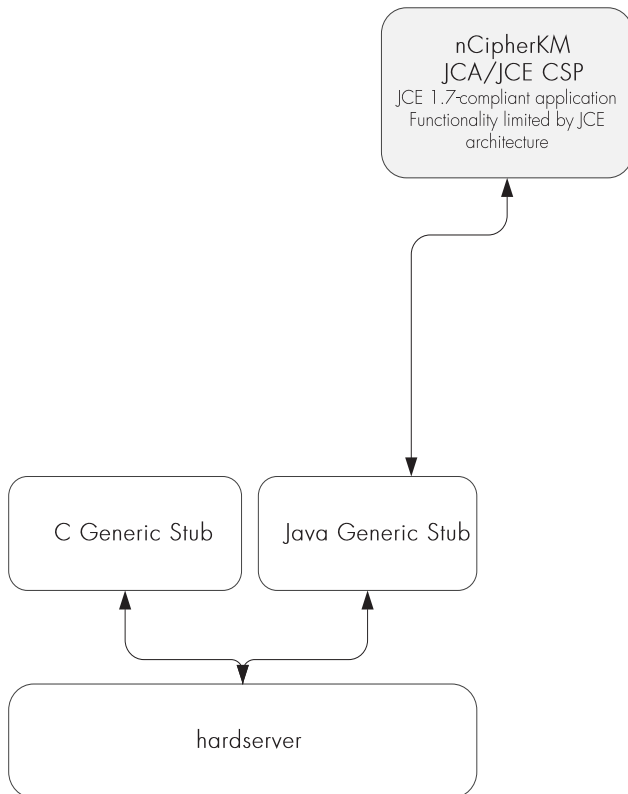 nCipherKM
JCA/JCE CSP
JCE 1.7-compliant application
Functionality limited by JCE
architecture
C Generic Stub
Java Generic Stub
hardserver